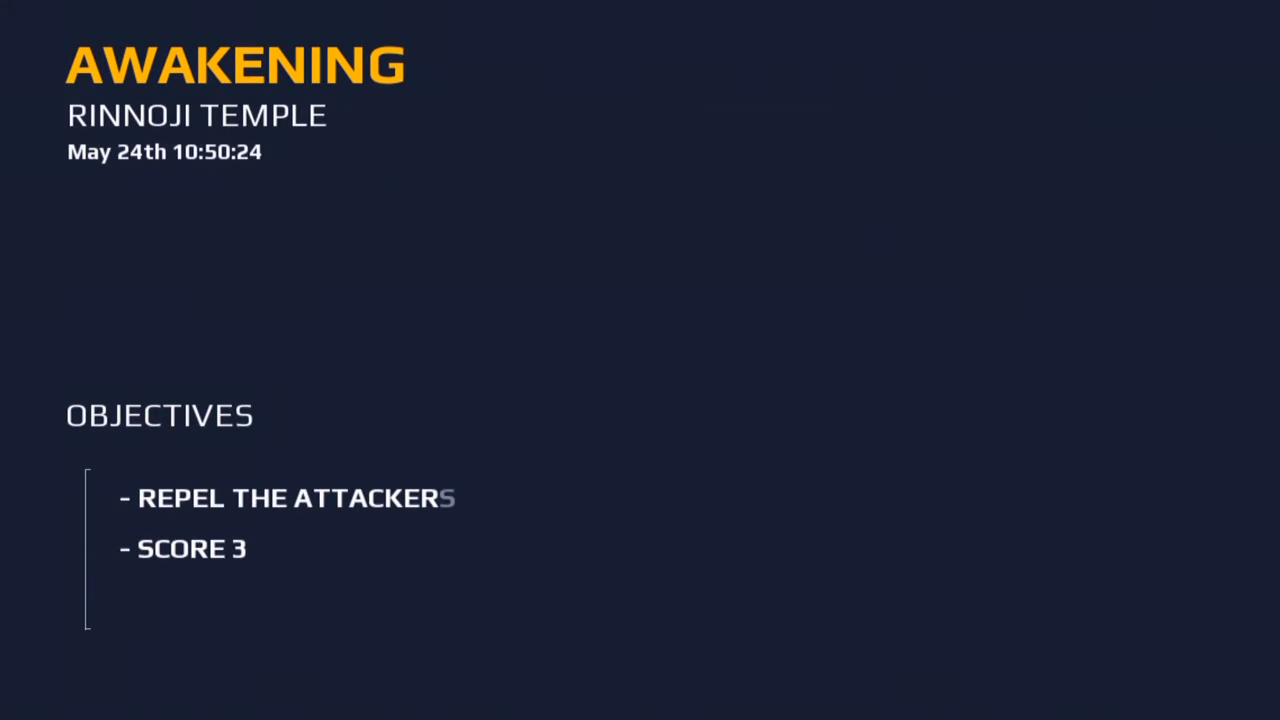 AWAKENING
RINNOJI TEMPLE
May 24th 10:50:24
OBJECTIVES
- REPEL THE ATTACKERS
- SCORE 3